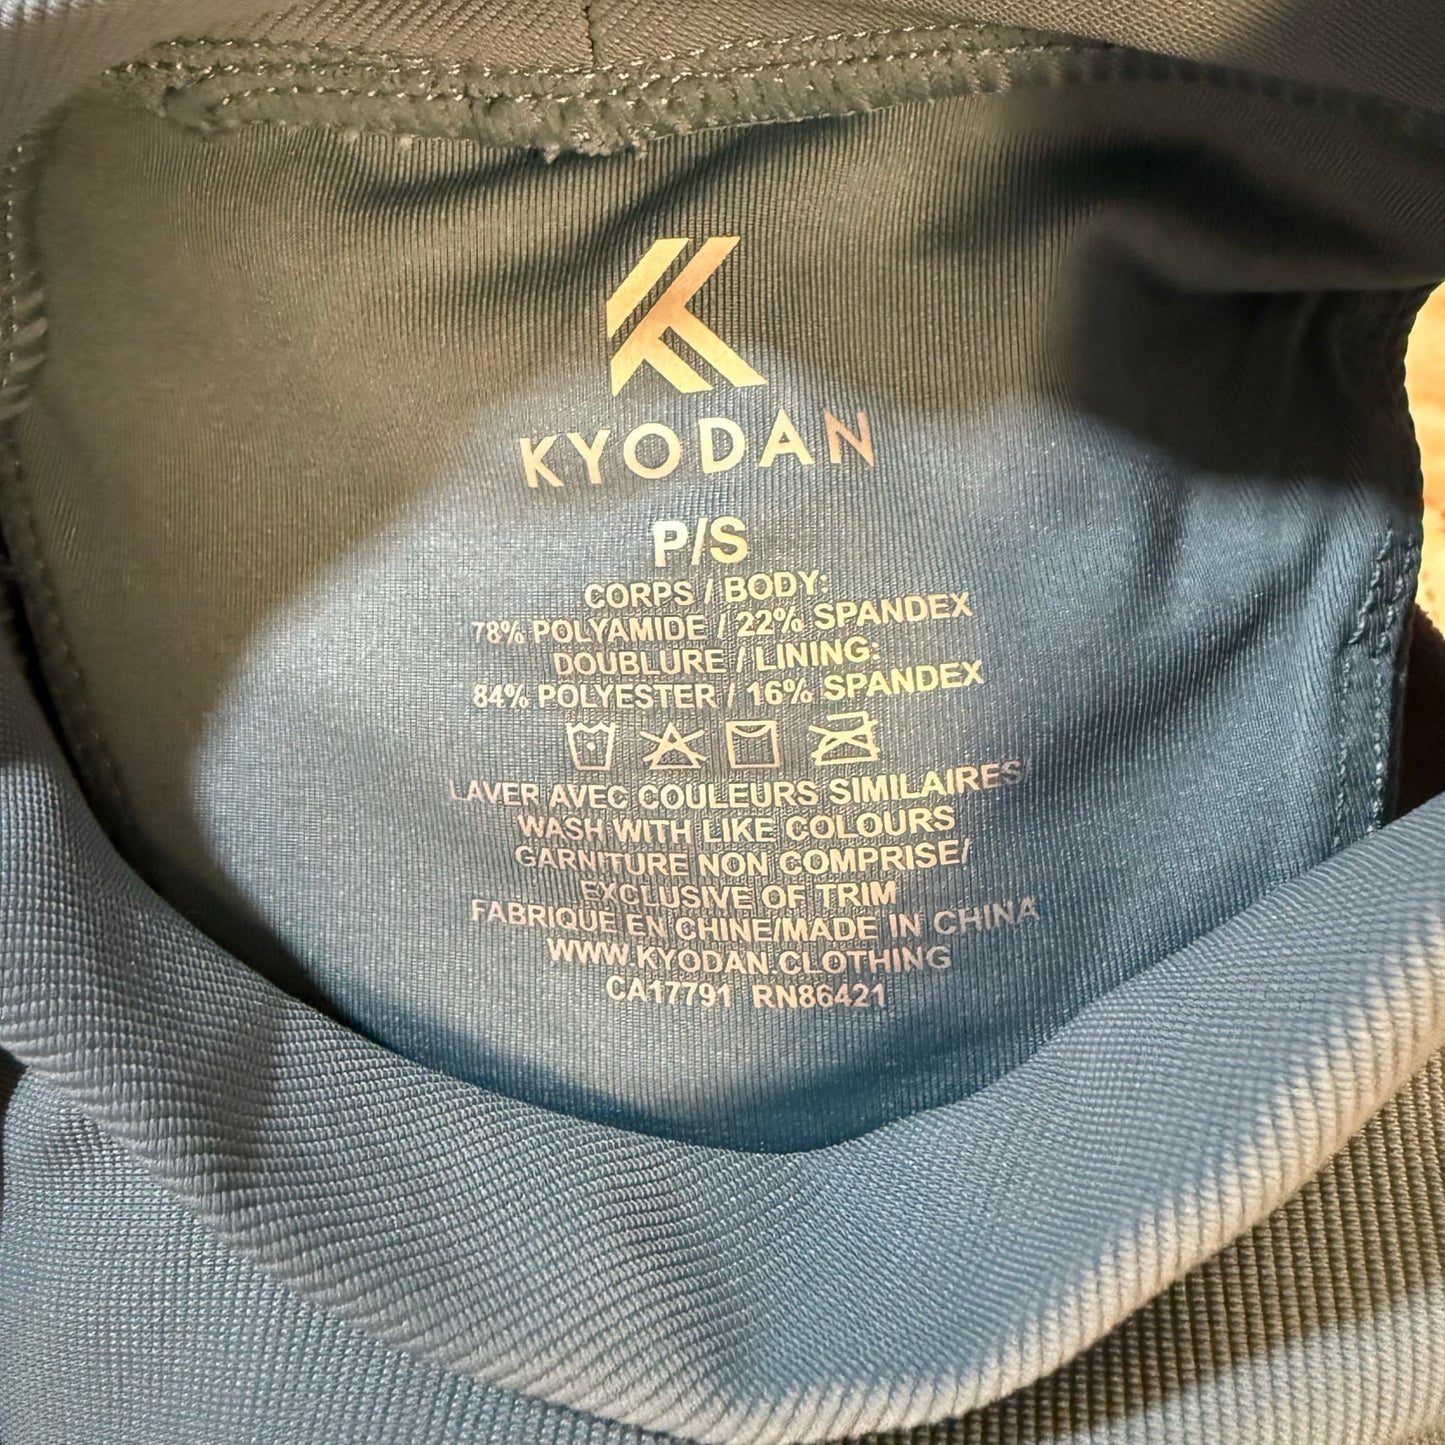 KYODAN
P/S
CORPS / BODY:
78% POLYAMIDE / 22% SPANDEX
DOUBLURE / LINING:
84% POLYESTER / 16% SPANDEX
LAVER AVEC COULEURS SIMILAIRES/
WASH WITH LIKE COLOURS
GARNITURE NON COMPRISE/
EXCLUSIVE OF TRIM
FABRIQUE EN CHINE/MADE IN CHINA
WWW.KYODAN.CLOTHING
CA17791 RN86421